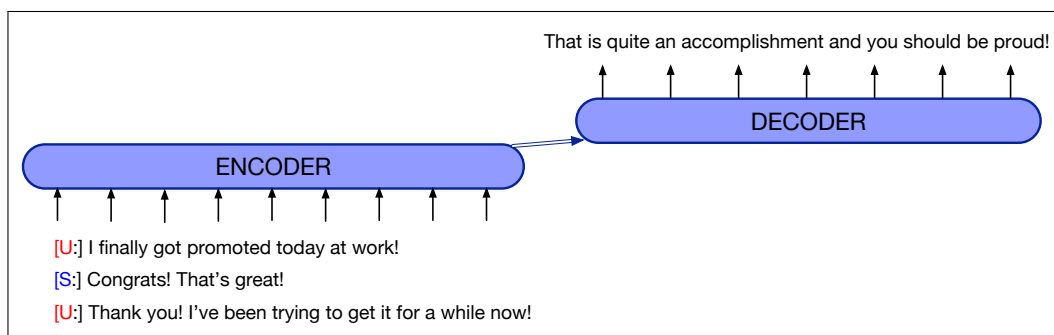 That is quite an accomplishment and you should be proud!
DECODER
ENCODER
[U:] I finally got promoted today at work!
[S:] Congrats! That's great!
[U:] Thank you! I've been trying to get it for a while now!